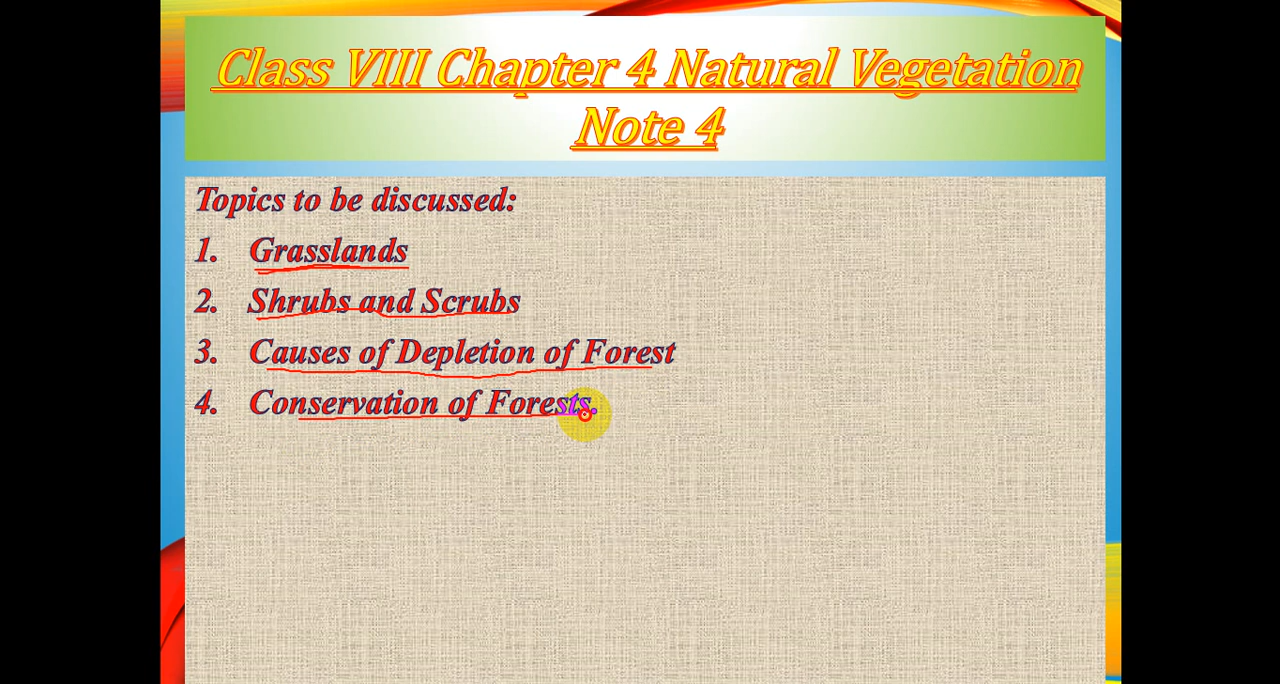 Class VIII Chapter 4 Natural Vegetation
Note 4
Topics to be discussed:
1. Grasslands
2. Shrubs and Scrubs
3. Causes of Depletion of Forest
4. Conservation of Forests.